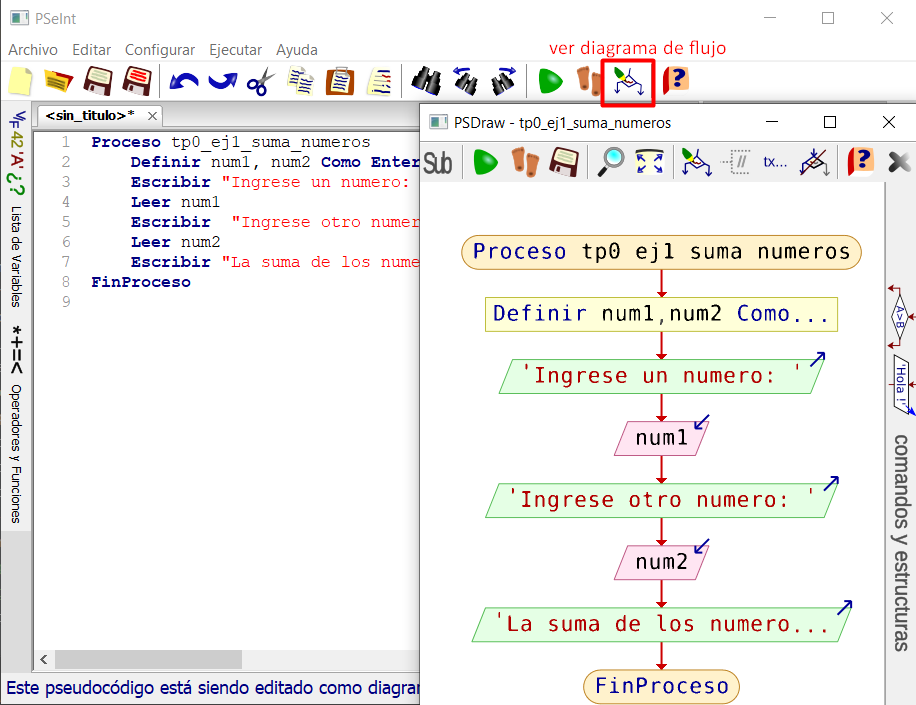 PSeInt
Archivo Editar Configurar Ejecutar Ayuda
ver diagrama de flujo
<sin_titulo>*
1 Proceso tp0_ej1_suma_numeros
2 Definir num1, num2 Como Enter
3 Escribir "Ingrese un numero:
4 Leer num1
5 Escribir "Ingrese otro numer
6 Leer num2
7 Escribir "La suma de los nume
8 FinProceso
9
Lista de Variables
*+=<
Operadores y Funciones
Este pseudocódigo está siendo editado como diagra
PSDraw - tp0_ej1_suma_numeros
Sub
tx...
Proceso tp0 ej1 suma numeros
Definir num1,num2 Como...
'Ingrese un numero: '
num1
'Ingrese otro numero: '
num2
'La suma de los numero...
FinProceso
A>B
'Hola !'
comandos y estructuras